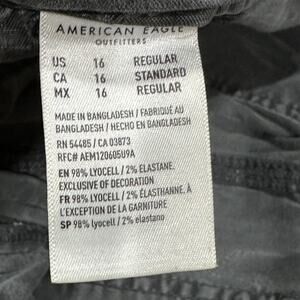 AMERICAN EAGLE
OUTFITTERS
US 16 REGULAR
CA 16 STANDARD
MX 16 REGULAR
MADE IN BANGLADESH / FABRIQUÉ AU
BANGLADESH / HECHO EN BANGLADESH
RN 54485 / CA 03873
RFC# AEM120605U9A
EN 98% LYOCELL / 2% ELASTANE.
EXCLUSIVE OF DECORATION
FR 98% LYOCELL / 2% ÉLASTHANNE. À
L'EXCEPTION DE LA GARNITURE
SP 98% lyocell / 2% elastano